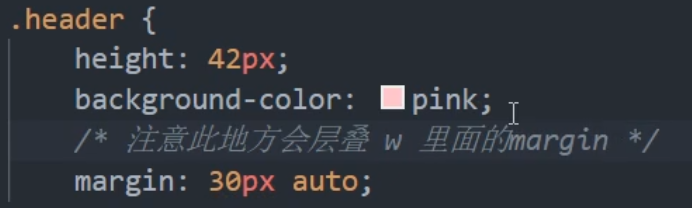 .header {
height: 42px;
background-color: pink;
/* 注意此地方会层叠 w 里面的margin */
margin: 30px auto;